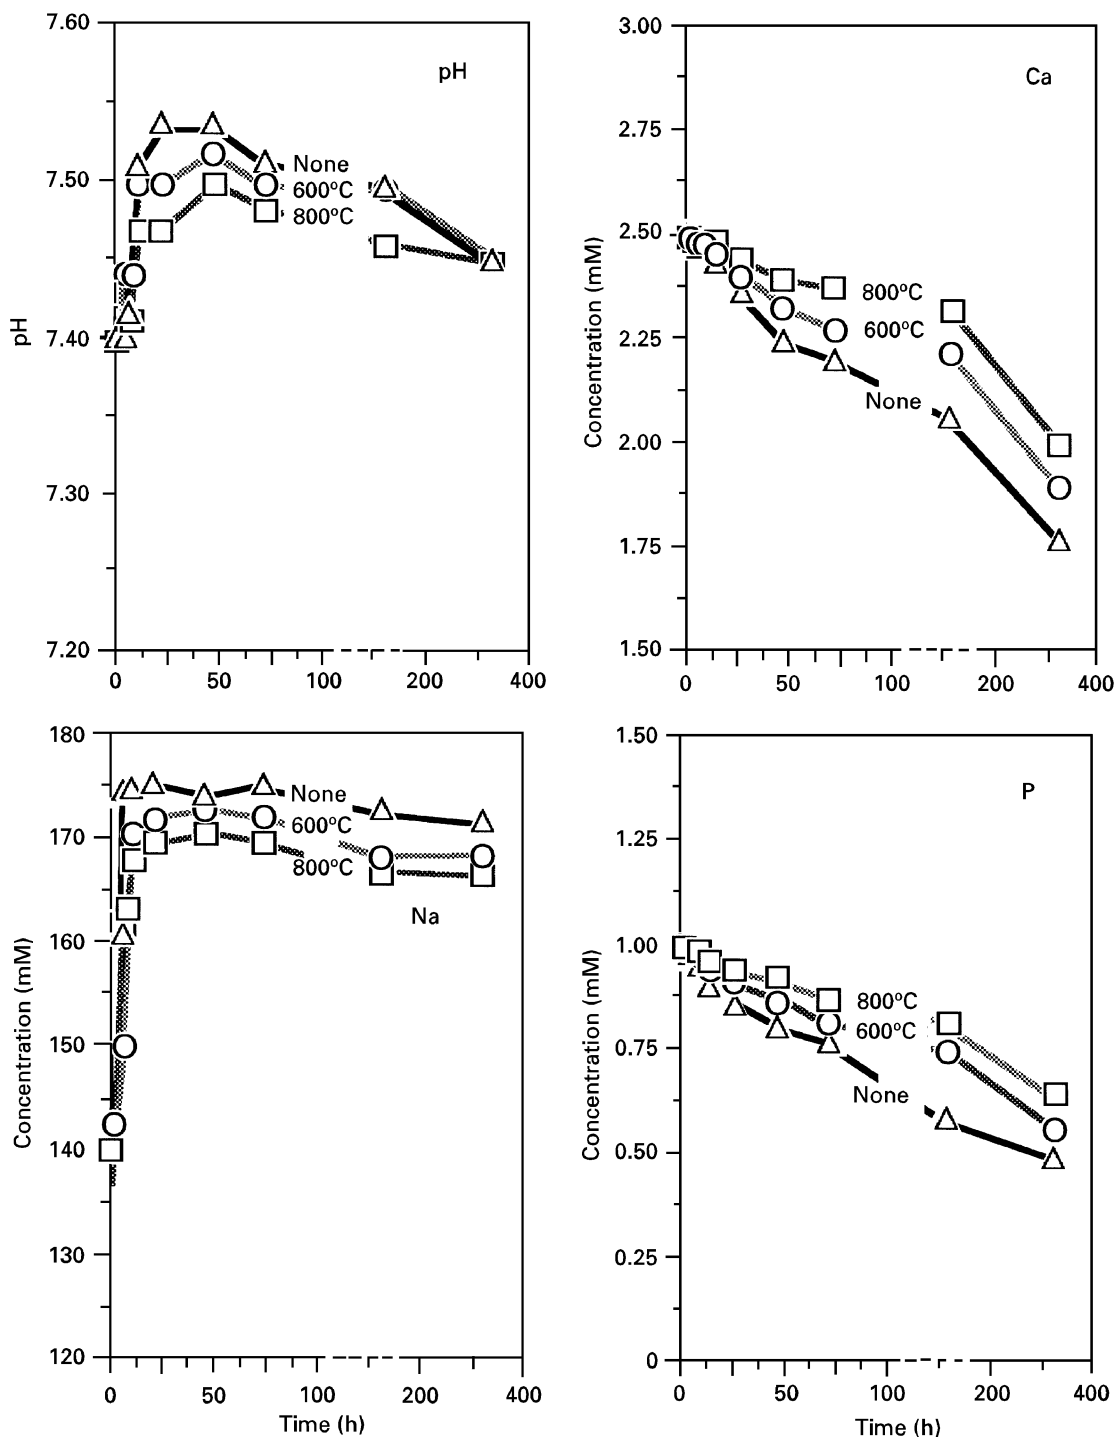 7.60
7.50
7.40
7.30
7.20
pH
pH
None
600°C
800°C
0 50 100 200 400
3.00
2.75
2.50
2.25
2.00
1.75
1.50
Concentration (mM)
Ca
800°C
600°C
None
0 50 100 200 400
180
170
160
150
140
130
120
Concentration (mM)
None
600°C
800°C
Na
0 50 100 200 400
Time (h)
1.50
1.25
1.00
0.75
0.50
0.25
0
Concentration (mM)
P
800°C
600°C
None
0 50 100 200 400
Time (h)